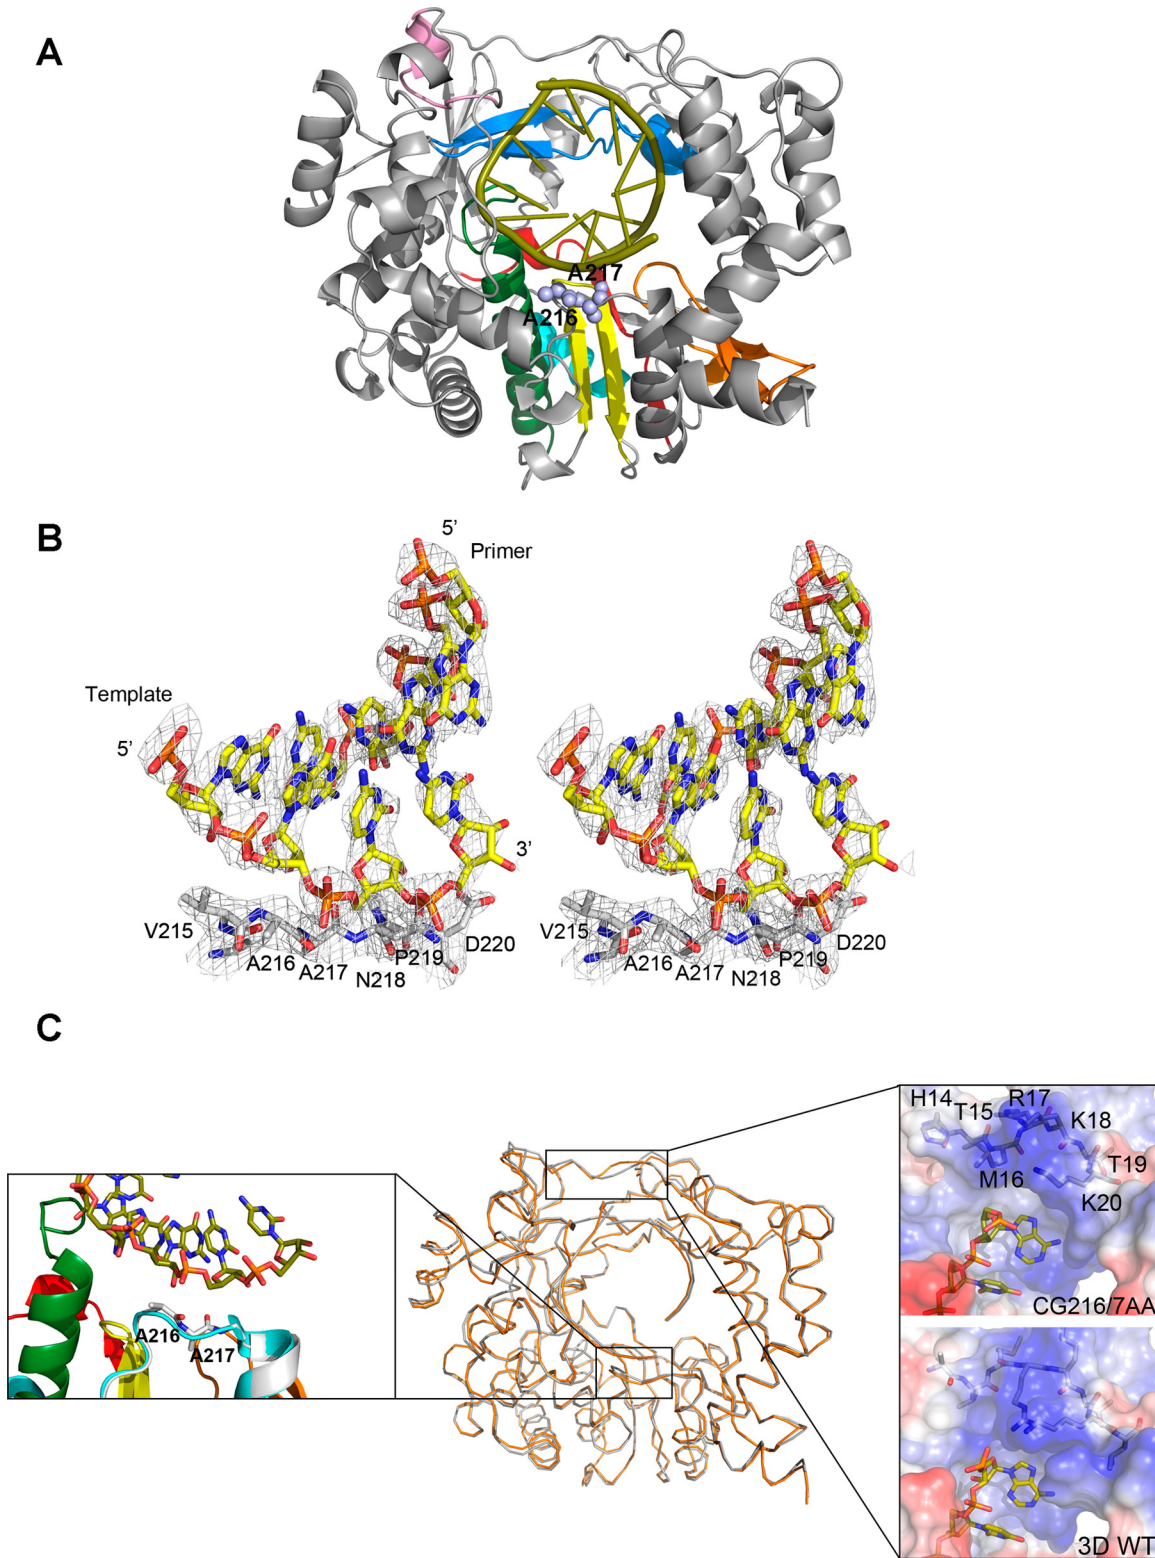 A
A217
A216
B
5’
Primer
Template
5’
3’
V215
A216
A217
N218
P219
D220
V215
A216
A217
N218
P219
D220
C
H14
T15
R17
K18
M16
T19
K20
CG216/7AA
A216
A217
3D WT